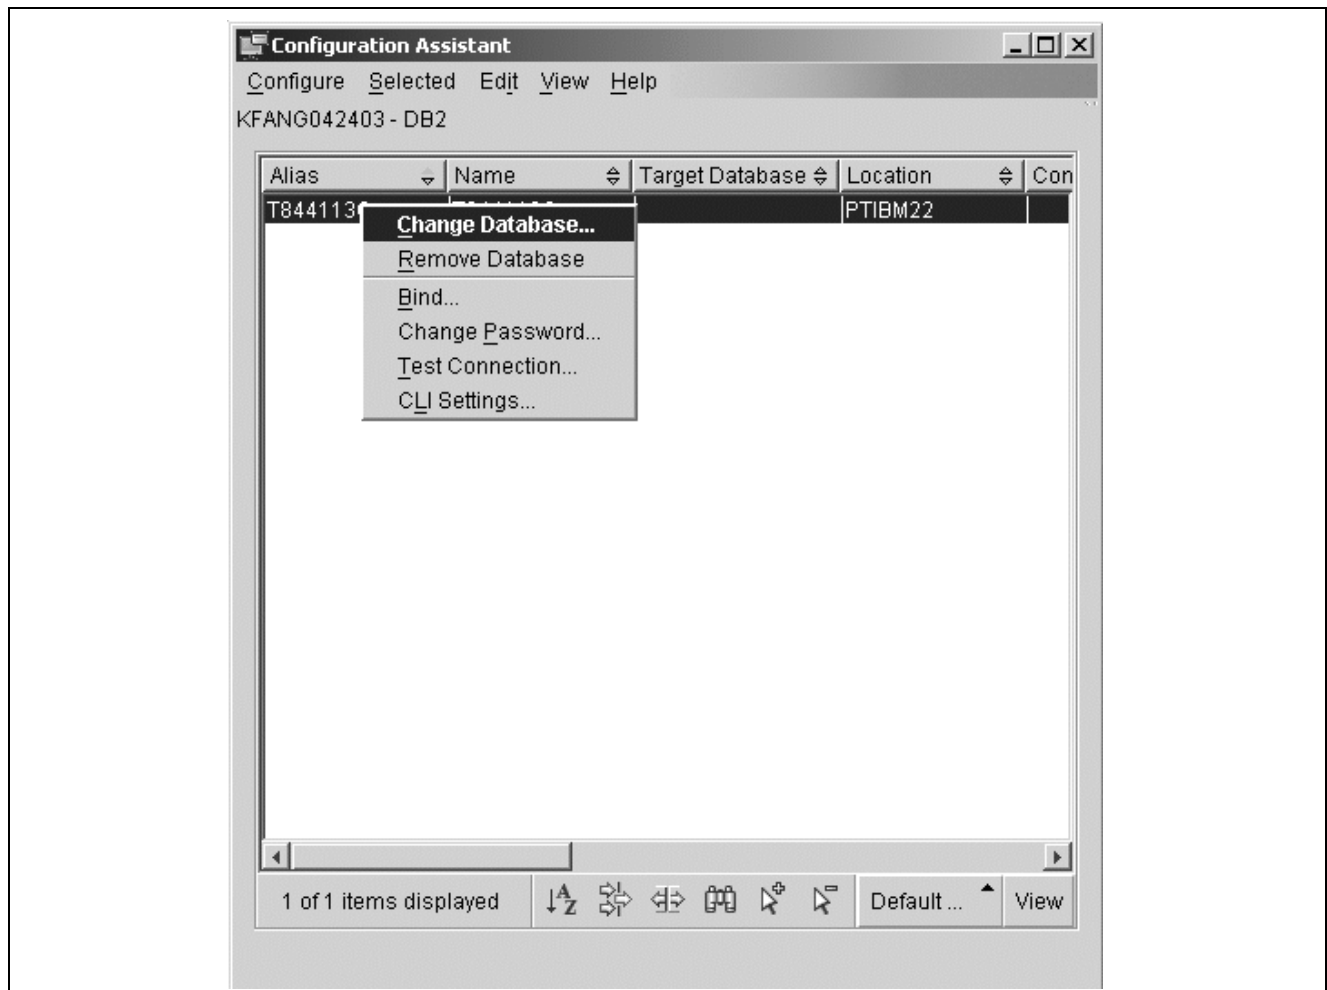 Configuration Assistant
Configure Selected Edit View Help
KFANG042403 - DB2
Alias Name Target Database Location Con
PTIBM22
Change Database...
Remove Database
Bind...
Change Password...
Test Connection...
CLI Settings...
1 of 1 items displayed Default ... View